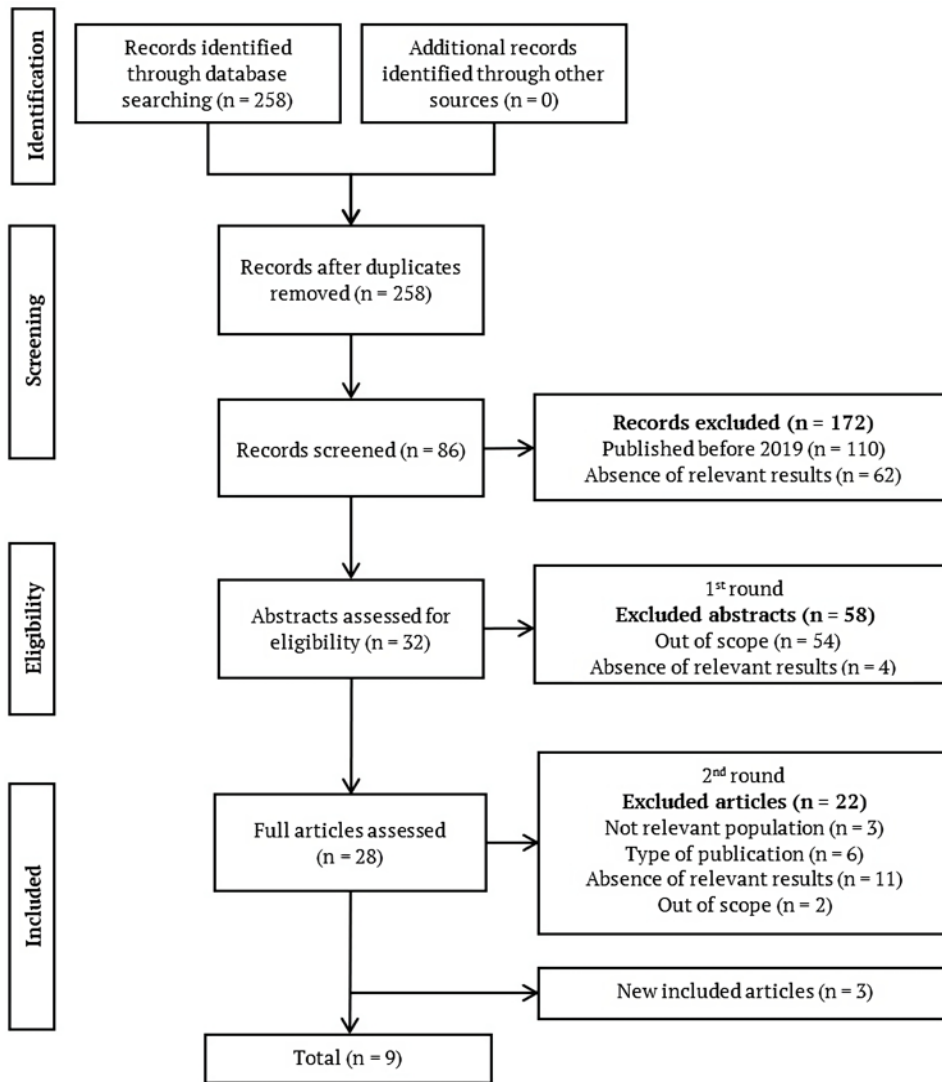 Identification
Records identified
through database
searching (n = 258)
Additional records
identified through other
sources (n = 0)
Screening
Records after duplicates
removed (n = 258)
Records screened (n = 86)
Records excluded (n = 172)
Published before 2019 (n = 110)
Absence of relevant results (n = 62)
Eligibility
Abstracts assessed for
eligibility (n = 32)
1st round
Excluded abstracts (n = 58)
Out of scope (n = 54)
Absence of relevant results (n = 4)
Included
Full articles assessed
(n = 28)
2nd round
Excluded articles (n = 22)
Not relevant population (n = 3)
Type of publication (n = 6)
Absence of relevant results (n = 11)
Out of scope (n = 2)
New included articles (n = 3)
Total (n = 9)